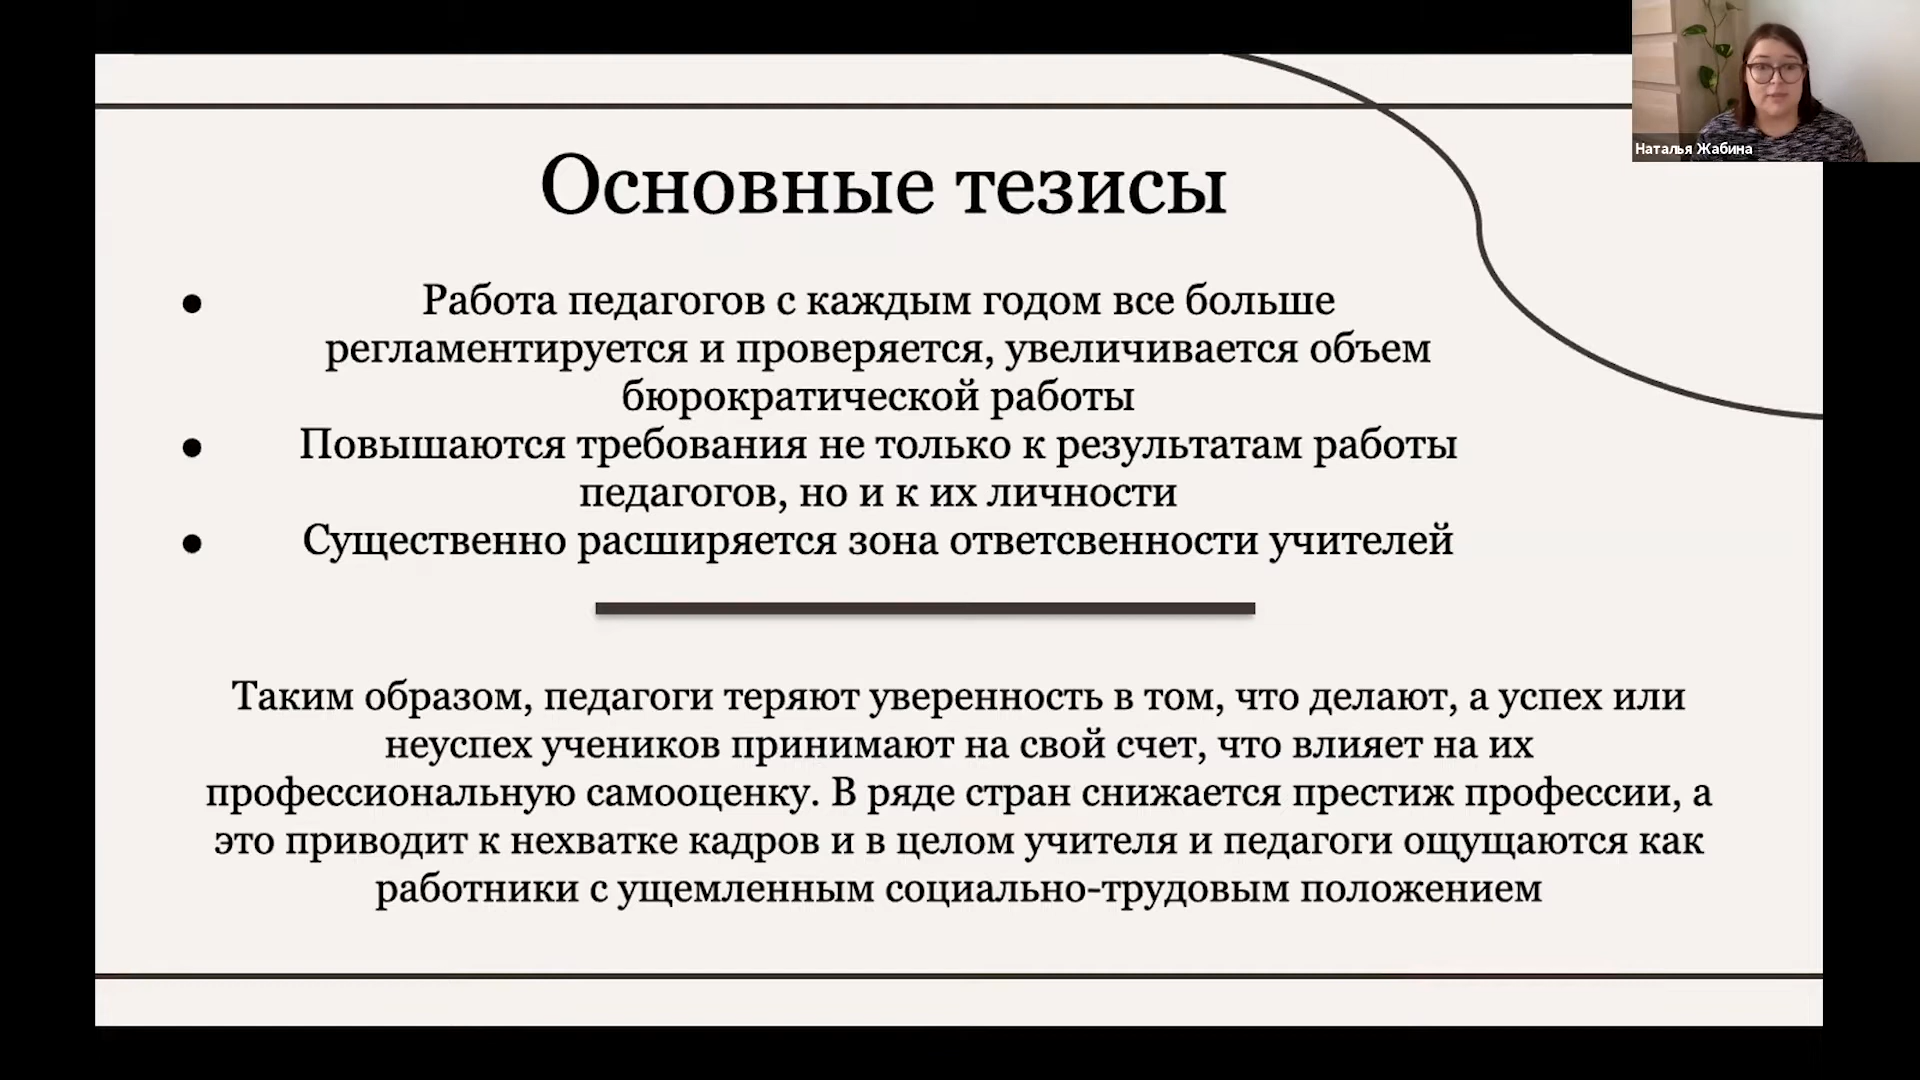 Наталья Жабина
Основные тезисы
● Работа педагогов с каждым годом все больше
регламентируется и проверяется, увеличивается объем
бюрократической работы
● Повышаются требования не только к результатам работы
педагогов, но и к их личности
● Существенно расширяется зона ответсвенности учителей
Таким образом, педагоги теряют уверенность в том, что делают, а успех или
неуспех учеников принимают на свой счет, что влияет на их
профессиональную самооценку. В ряде стран снижается престиж профессии, а
это приводит к нехватке кадров и в целом учителя и педагоги ощущаются как
работники с ущемленным социально-трудовым положением